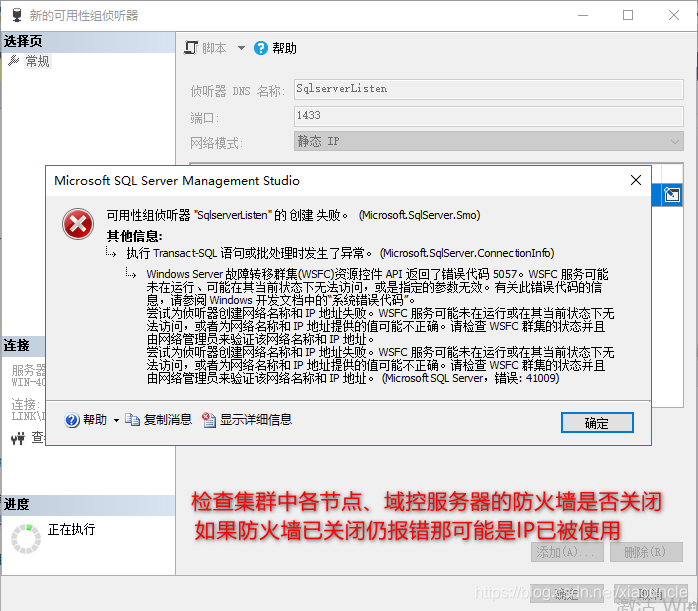 新的可用性组侦听器
选择页
常规
脚本
帮助
侦听器 DNS 名称:
SqlserverListen
端口:
1433
网络模式:
静态 IP
Microsoft SQL Server Management Studio
可用性组侦听器 "SqlserverListen" 的 创建 失败。 (Microsoft.SqlServer.Smo)
其他信息:
执行 Transact-SQL 语句或批处理时发生了异常。 (Microsoft.SqlServer.ConnectionInfo)
Windows Server 故障转移群集(WSFC)资源控件 API 返回了错误代码 5057。WSFC 服务可能
未在运行、可能在其当前状态下无法访问，或是指定的参数无效。有关此错误代码的信
息，请参阅 Windows 开发文档中的"系统错误代码"。
尝试为侦听器创建网络名称和 IP 地址失败。WSFC 服务可能未在运行或在其当前状态下无
法访问，或者为网络名称和 IP 地址提供的值可能不正确。请检查 WSFC 群集的状态并且
由网络管理员来验证该网络名称和 IP 地址。
尝试为侦听器创建网络名称和 IP 地址失败。WSFC 服务可能未在运行或在其当前状态下无
法访问，或者为网络名称和 IP 地址提供的值可能不正确。请检查 WSFC 群集的状态并且
由网络管理员来验证该网络名称和 IP 地址。 (Microsoft SQL Server，错误: 41009)
帮助
复制消息
显示详细信息
确定
连接
服务器
WIN-40
连接:
LINK\
查
进度
正在执行
检查集群中各节点、域控服务器的防火墙是否关闭
如果防火墙已关闭仍报错那可能是IP已被使用
添加(A)...
删除(R)
确定
取消